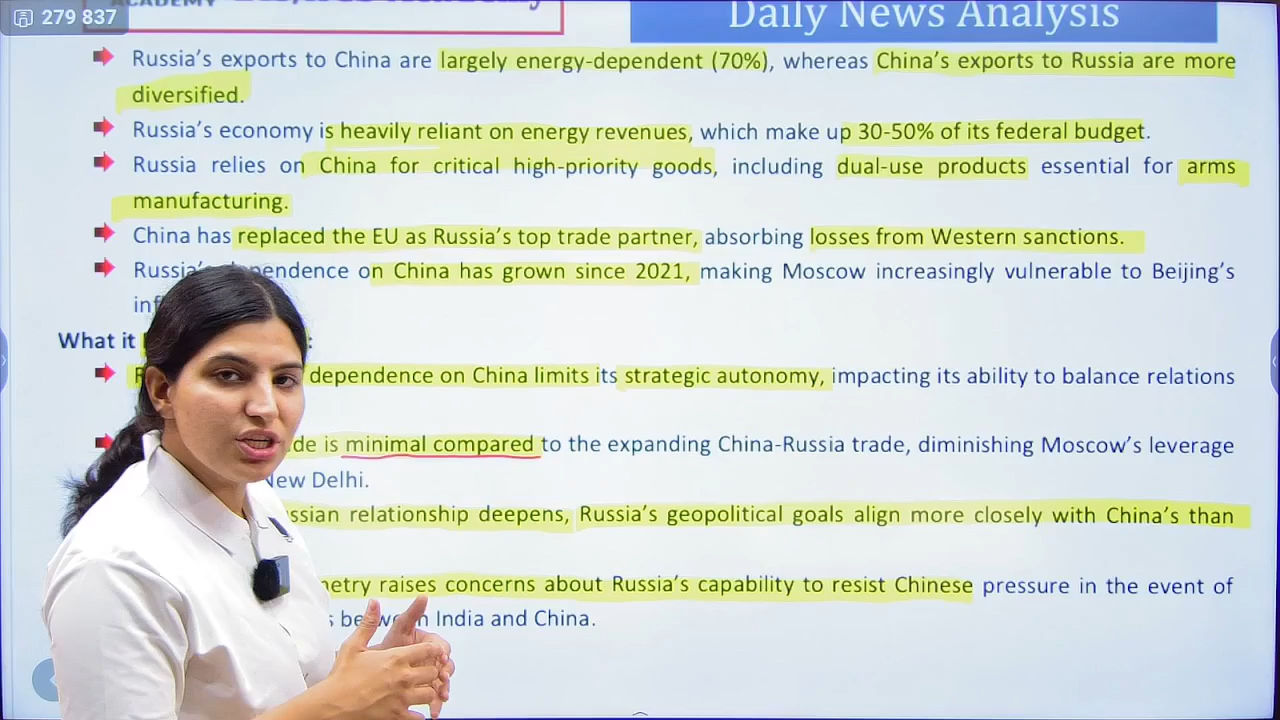 279 837
ACADEMY
Daily News Analysis
Russia's exports to China are largely energy-dependent (70%), whereas China's exports to Russia are more
diversified.
Russia's economy is heavily reliant on energy revenues, which make up 30-50% of its federal budget.
Russia relies on China for critical high-priority goods, including dual-use products essential for arms
manufacturing.
China has replaced the EU as Russia's top trade partner, absorbing losses from Western sanctions.
on China has grown since 2021, making Moscow increasingly vulnerable to Beijing's
What it
dependence on China limits its strategic autonomy, impacting its ability to balance relations
is minimal compared to the expanding China-Russia trade, diminishing Moscow's leverage
New Delhi.
relationship deepens, Russia's geopolitical goals align more closely with China's than
raises concerns about Russia's capability to resist Chinese pressure in the event of
India and China.